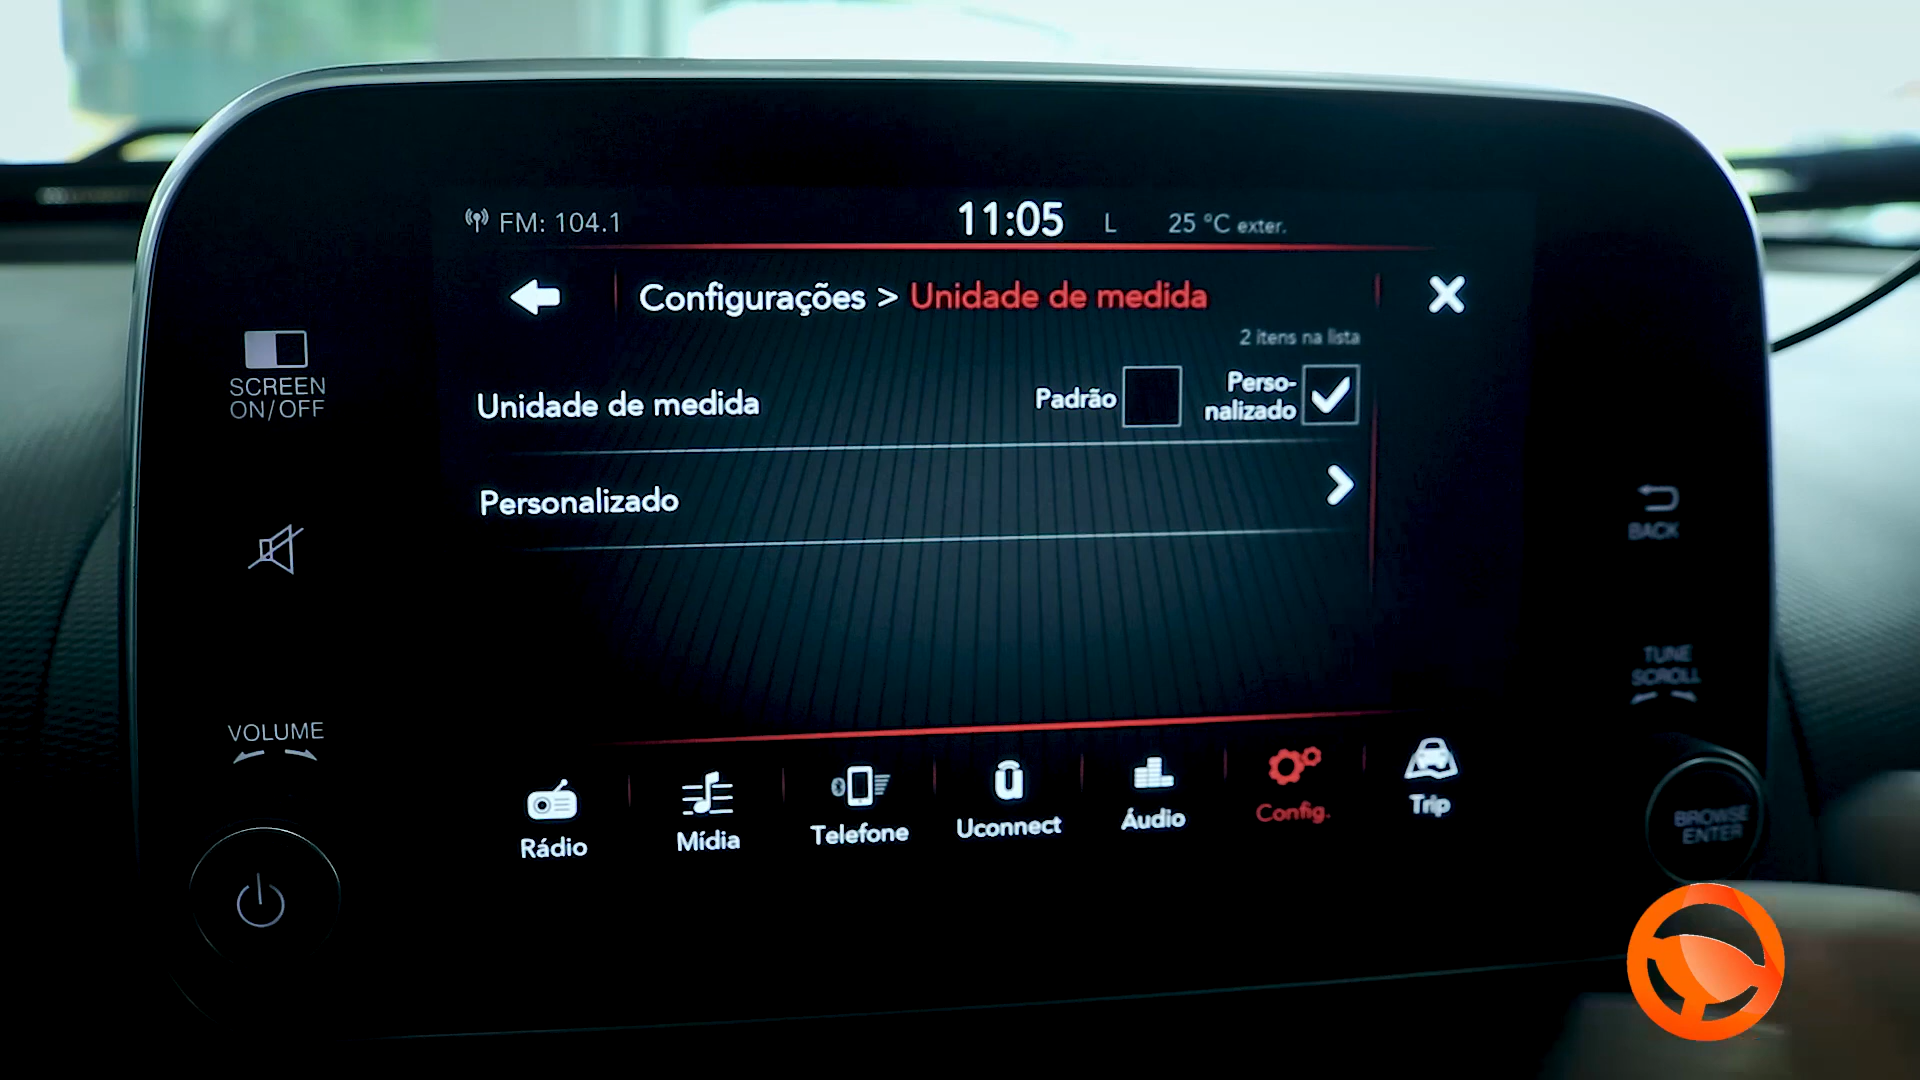 FM: 104.1
11:05
L
25 °C exter.
Configurações > Unidade de medida
2 itens na lista
Unidade de medida
Padrão
Perso-
nalizado
Personalizado
Rádio
Mídia
Telefone
Uconnect
Áudio
Config.
Trip
SCREEN
ON/OFF
VOLUME
BACK
TUNE
SCROLL
BROWSE
ENTER